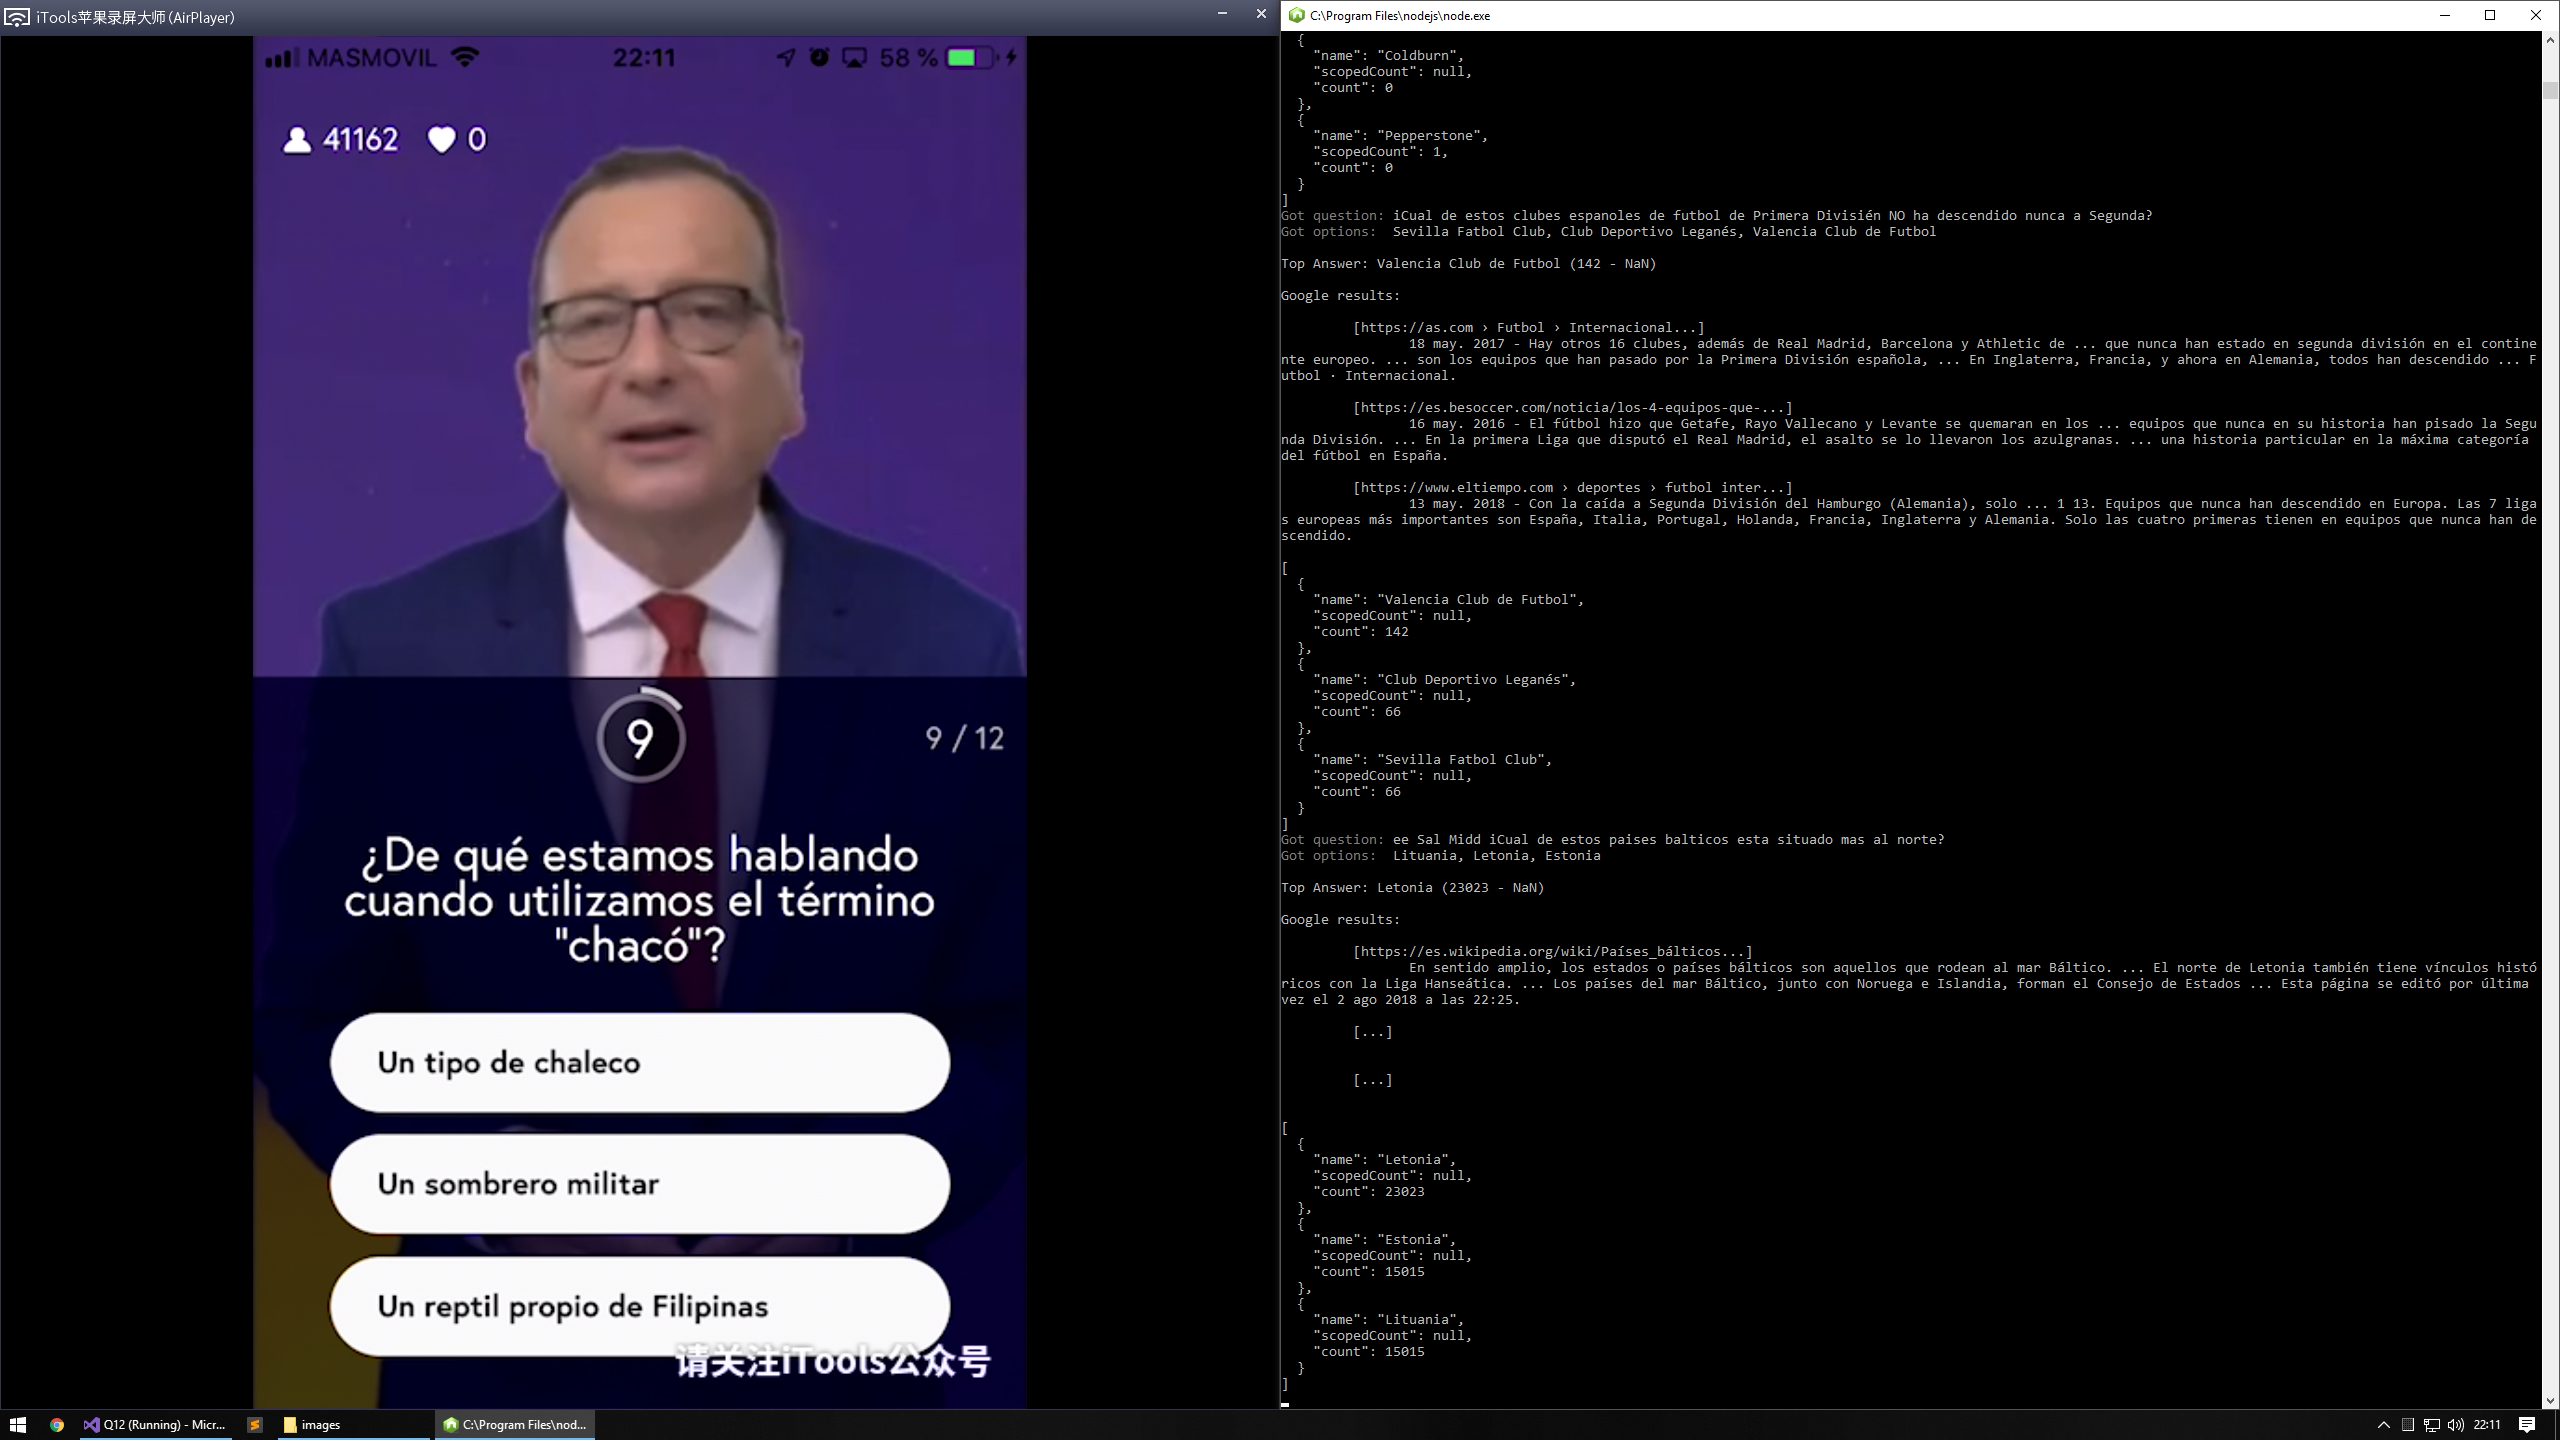 iTools苹果录屏大师(AirPlayer)
MASMOVIL
22:11
58 %
41162
0
9
9 / 12
¿De qué estamos hablando
cuando utilizamos el término
"chacó"?
Un tipo de chaleco
Un sombrero militar
Un reptil propio de Filipinas
请关注iTools公众号
C:\Program Files\nodejs\node.exe
{
"name": "Coldburn",
"scopedCount": null,
"count": 0
},
{
"name": "Pepperstone",
"scopedCount": 1,
"count": 0
}
]
Got question: iCual de estos clubes espanoles de futbol de Primera Divisién NO ha descendido nunca a Segunda?
Got options:  Sevilla Fatbol Club, Club Deportivo Leganés, Valencia Club de Futbol
Top Answer: Valencia Club de Futbol (142 - NaN)
Google results:
[https://as.com › Futbol › Internacional...]
18 may. 2017 - Hay otros 16 clubes, además de Real Madrid, Barcelona y Athletic de ... que nunca han estado en segunda división en el contine
nte europeo. ... son los equipos que han pasado por la Primera División española, ... En Inglaterra, Francia, y ahora en Alemania, todos han descendido ... F
utbol · Internacional.
[https://es.besoccer.com/noticia/los-4-equipos-que-...]
16 may. 2016 - El fútbol hizo que Getafe, Rayo Vallecano y Levante se quemaran en los ... equipos que nunca en su historia han pisado la Segu
nda División. ... En la primera Liga que disputó el Real Madrid, el asalto se lo llevaron los azulgranas. ... una historia particular en la máxima categoría
del fútbol en España.
[https://www.eltiempo.com › deportes › futbol inter...]
13 may. 2018 - Con la caída a Segunda División del Hamburgo (Alemania), solo ... 1 13. Equipos que nunca han descendido en Europa. Las 7 liga
s europeas más importantes son España, Italia, Portugal, Holanda, Francia, Inglaterra y Alemania. Solo las cuatro primeras tienen en equipos que nunca han de
scendido.
[
{
"name": "Valencia Club de Futbol",
"scopedCount": null,
"count": 142
},
{
"name": "Club Deportivo Leganés",
"scopedCount": null,
"count": 66
},
{
"name": "Sevilla Fatbol Club",
"scopedCount": null,
"count": 66
}
]
Got question: ee Sal Midd iCual de estos paises balticos esta situado mas al norte?
Got options:  Lituania, Letonia, Estonia
Top Answer: Letonia (23023 - NaN)
Google results:
[https://es.wikipedia.org/wiki/Países_bálticos...]
En sentido amplio, los estados o países bálticos son aquellos que rodean al mar Báltico. ... El norte de Letonia también tiene vínculos histó
ricos con la Liga Hanseática. ... Los países del mar Báltico, junto con Noruega e Islandia, forman el Consejo de Estados ... Esta página se editó por última
vez el 2 ago 2018 a las 22:25.
[...]
[...]
[
{
"name": "Letonia",
"scopedCount": null,
"count": 23023
},
{
"name": "Estonia",
"scopedCount": null,
"count": 15015
},
{
"name": "Lituania",
"scopedCount": null,
"count": 15015
}
]
Q12 (Running) - Micr...
images
C:\Program Files\nod...
22:11